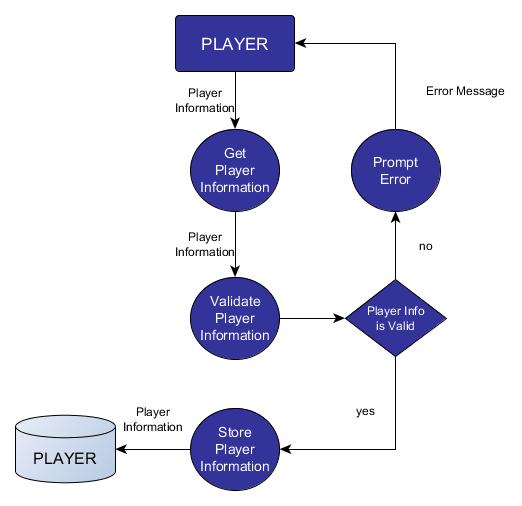 PLAYER
Player
Information
Error Message
Get
Player
Information
Prompt
Error
Player
Information
no
Validate
Player
Information
Player Info
is Valid
yes
Player
Information
Store
Player
Information
PLAYER